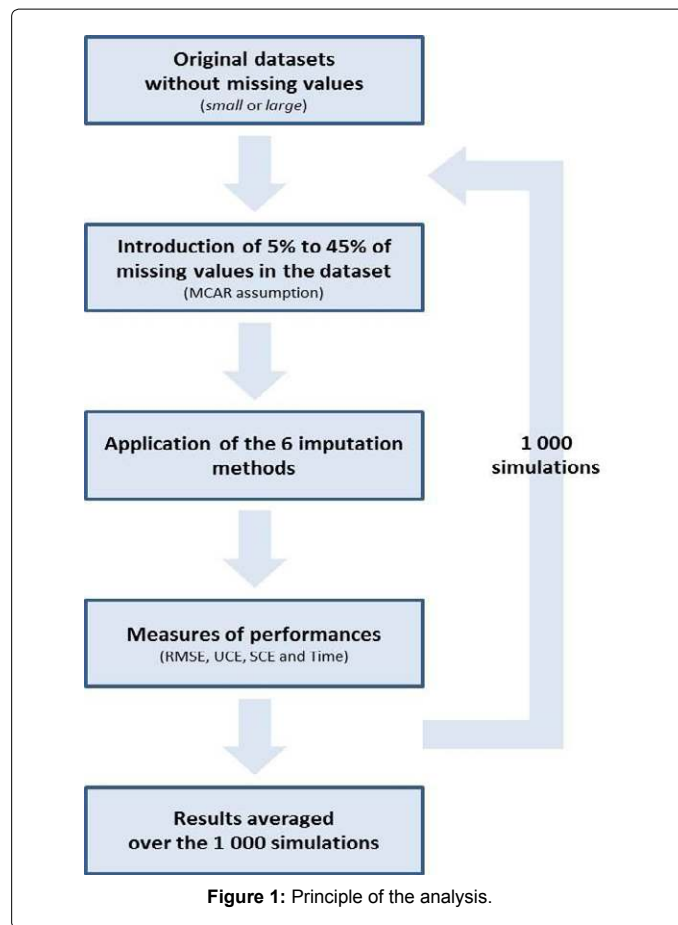 Original datasets
without missing values
(small or large)
Introduction of 5% to 45% of
missing values in the dataset
(MCAR assumption)
Application of the 6 imputation
methods
1 000
simulations
Measures of performances
(RMSE, UCE, SCE and Time)
Results averaged
over the 1 000 simulations
Figure 1: Principle of the analysis.